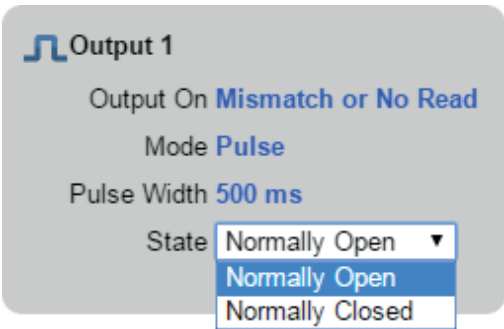 Output 1
Output On Mismatch or No Read
Mode Pulse
Pulse Width 500 ms
State Normally Open
Normally Open
Normally Closed